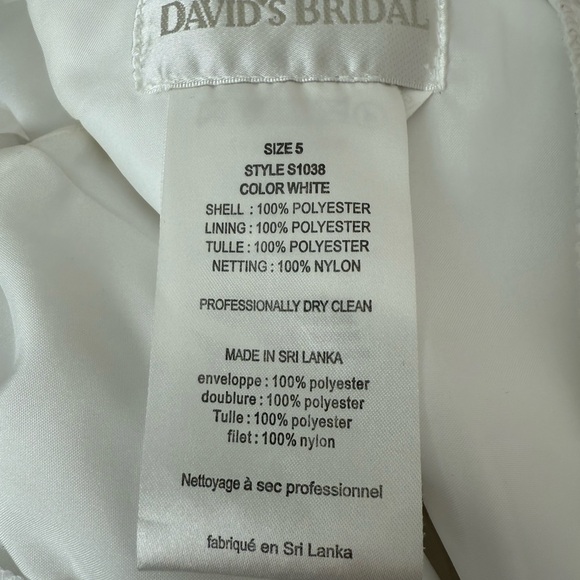 DAVID'S BRIDAL
SIZE 5
STYLE S1038
COLOR WHITE
SHELL : 100% POLYESTER
LINING : 100% POLYESTER
TULLE : 100% POLYESTER
NETTING : 100% NYLON
PROFESSIONALLY DRY CLEAN
MADE IN SRI LANKA
enveloppe : 100% polyester
doublure : 100% polyester
Tulle : 100% polyester
filet : 100% nylon
Nettoyage à sec professionnel
fabriqué en Sri Lanka